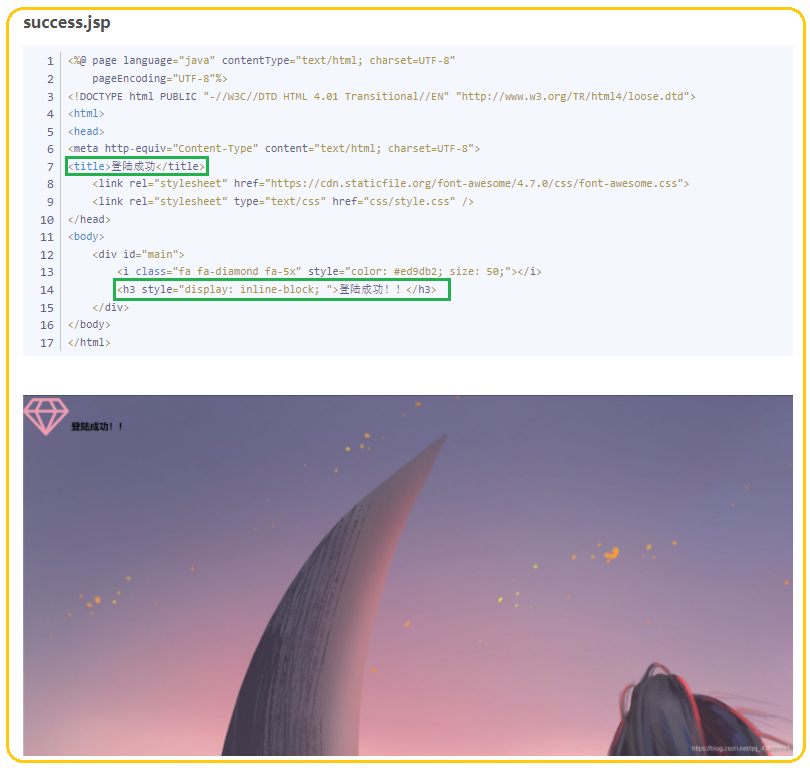 success.jsp
1 <%@ page language="java" contentType="text/html; charset=UTF-8"
2 pageEncoding="UTF-8"%>
3 <!DOCTYPE html PUBLIC "-//W3C//DTD HTML 4.01 Transitional//EN" "http://www.w3.org/TR/html4/loose.dtd">
4 <html>
5 <head>
6 <meta http-equiv="Content-Type" content="text/html; charset=UTF-8">
7 <title>登陆成功</title>
8 <link rel="stylesheet" href="https://cdn.staticfile.org/font-awesome/4.7.0/css/font-awesome.css">
9 <link rel="stylesheet" type="text/css" href="css/style.css" />
10 </head>
11 <body>
12 <div id="main">
13 <i class="fa fa-diamond fa-5x" style="color: #ed9db2; size: 50;"></i>
14 <h3 style="display: inline-block; ">登陆成功！！</h3>
15 </div>
16 </body>
17 </html>
登陆成功！！